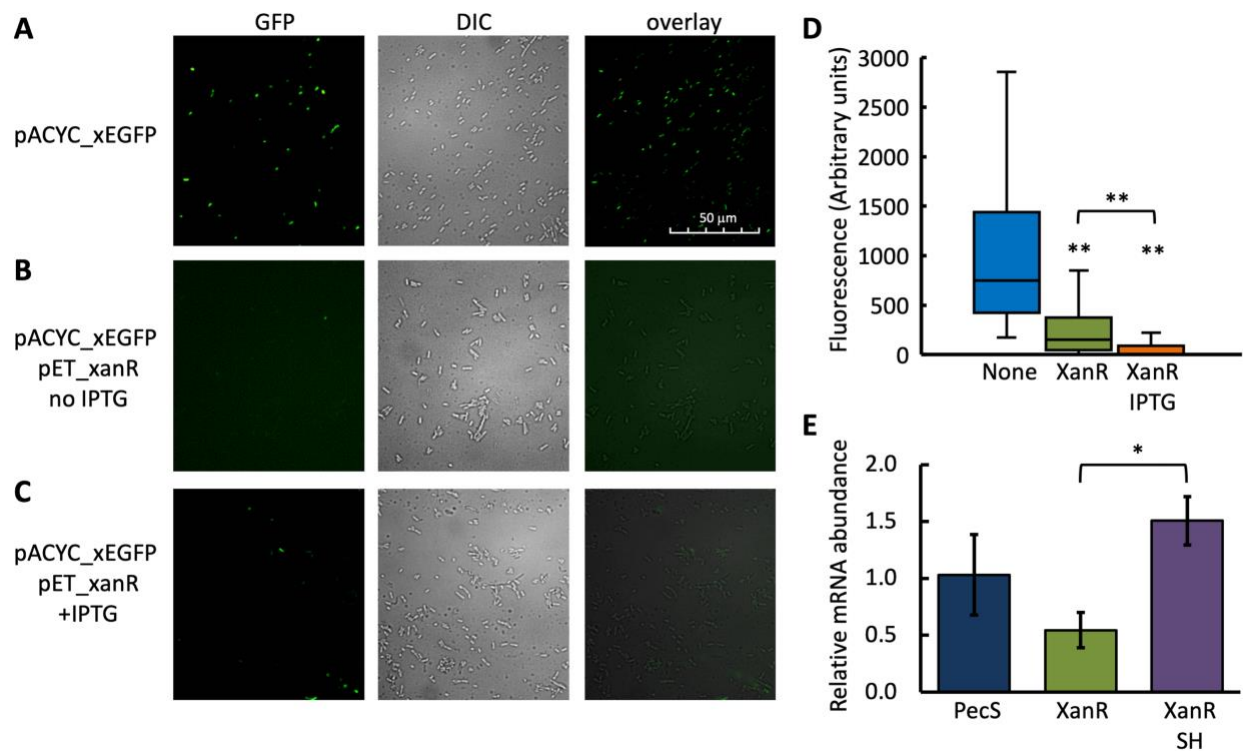 A
GFP
DIC
overlay
pACYC_xEGFP
50 µm
B
pACYC_xEGFP
pET_xanR
no IPTG
C
pACYC_xEGFP
pET_xanR
+IPTG
D
Fluorescence (Arbitrary units)
3000
2500
2000
1500
1000
500
0
**
**
**
None
XanR
XanR
IPTG
E
Relative mRNA abundance
2.0
1.5
1.0
0.5
0.0
*
PecS
XanR
XanR
SH